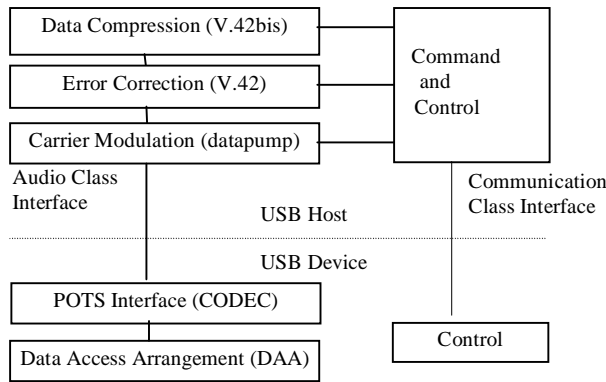 Data Compression (V.42bis)
Error Correction (V.42)
Carrier Modulation (datapump)
Command
and
Control
Audio Class
Interface
Communication
Class Interface
USB Host
USB Device
POTS Interface (CODEC)
Control
Data Access Arrangement (DAA)